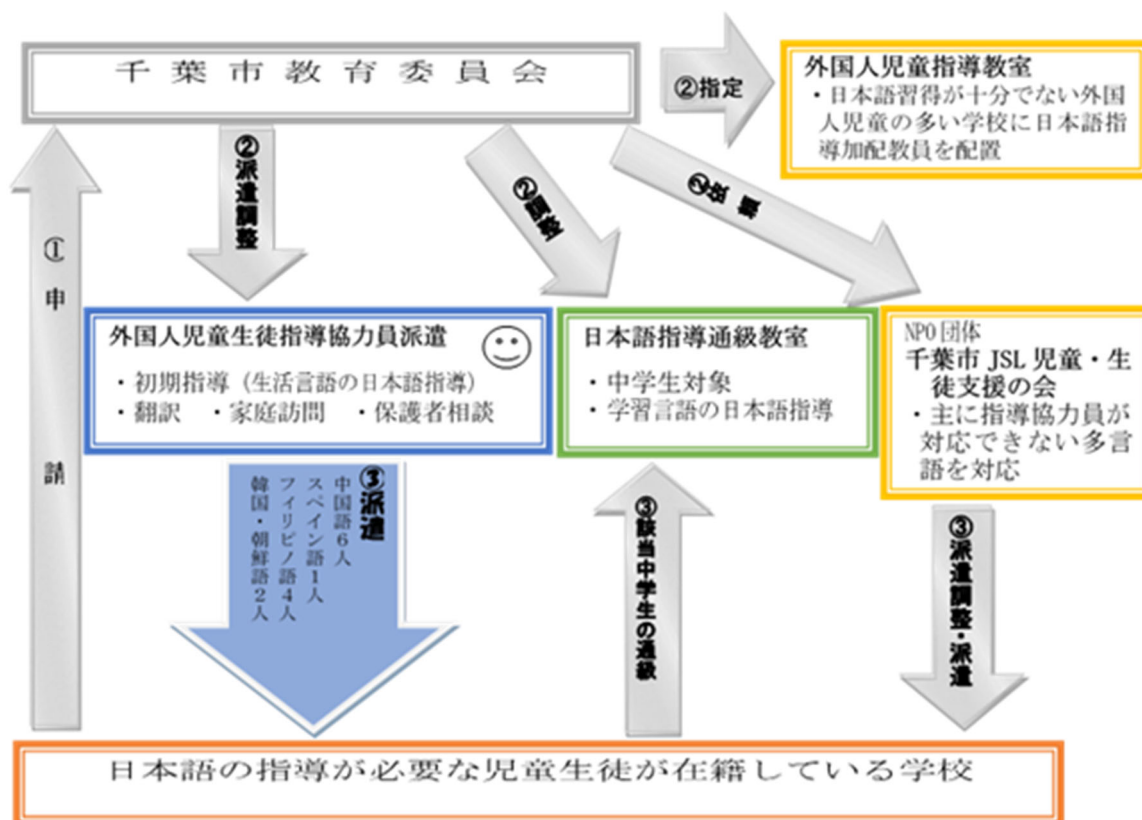 千葉市教育委員会
②指定
外国人児童指導教室
・日本語習得が十分でない外国
人児童の多い学校に日本語指
導加配教員を配置
①申請
②派遣調整
②調整
②依頼
外国人児童生徒指導協力員派遣
・初期指導（生活言語の日本語指導）
・翻訳　・家庭訪問　・保護者相談
日本語指導通級教室
・中学生対象
・学習言語の日本語指導
NPO団体
千葉市 JSL 児童・生
徒支援の会
・主に指導協力員が
対応できない多言
語を対応
③派遣
中国語６人
スペイン語１人
フィリピノ語４人
韓国・朝鮮語２人
③該当中学生の通級
③派遣調整・派遣
日本語の指導が必要な児童生徒が在籍している学校